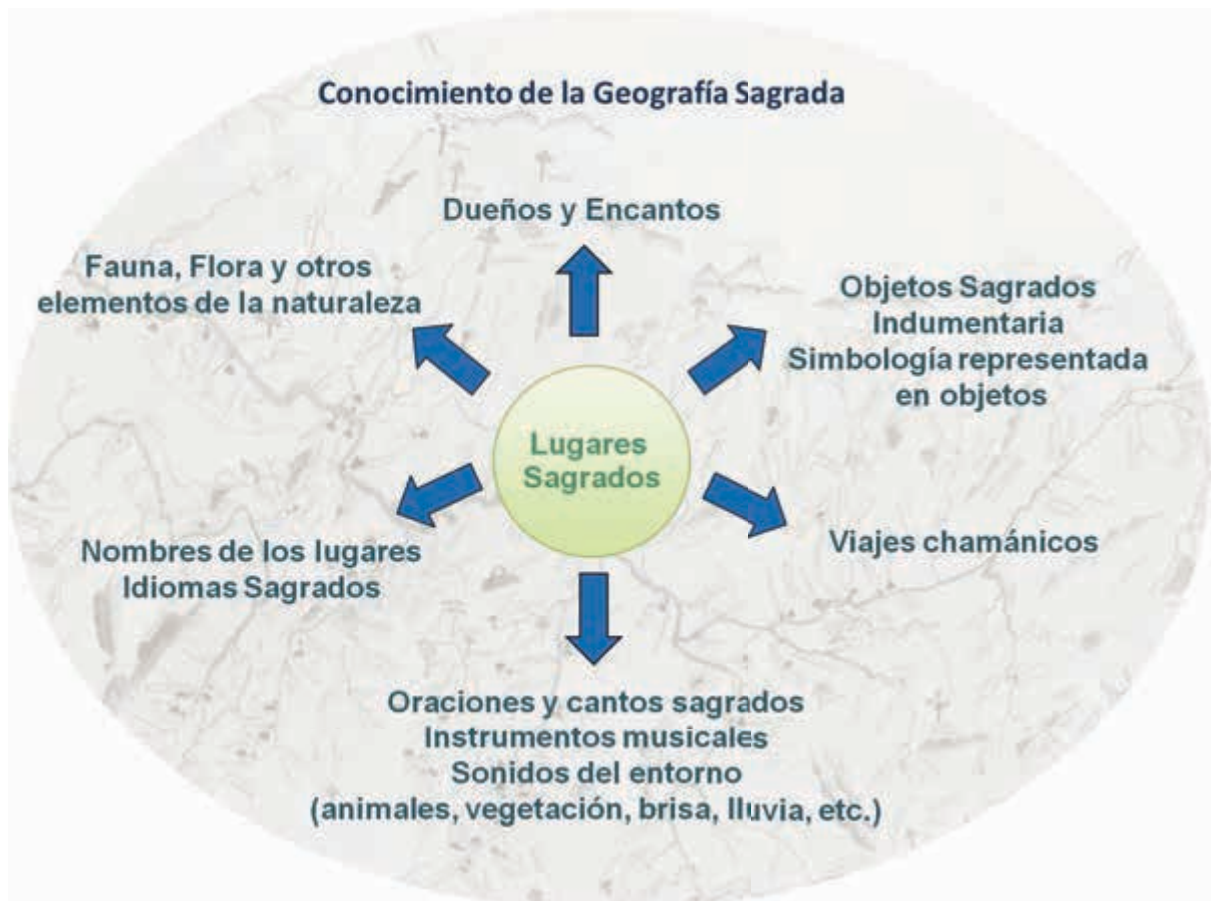 Conocimiento de la Geografía Sagrada
Dueños y Encantos
Fauna, Flora y otros
elementos de la naturaleza
Objetos Sagrados
Indumentaria
Simbología representada
en objetos
Lugares
Sagrados
Nombres de los lugares
Idiomas Sagrados
Viajes chamánicos
Oraciones y cantos sagrados
Instrumentos musicales
Sonidos del entorno
(animales, vegetación, brisa, lluvia, etc.)